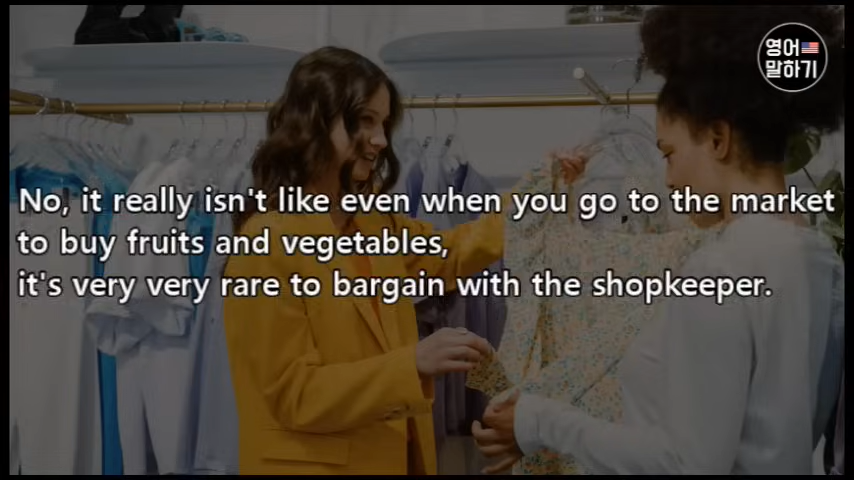 영어
말하기
No, it really isn't like even when you go to the market
to buy fruits and vegetables,
it's very very rare to bargain with the shopkeeper.